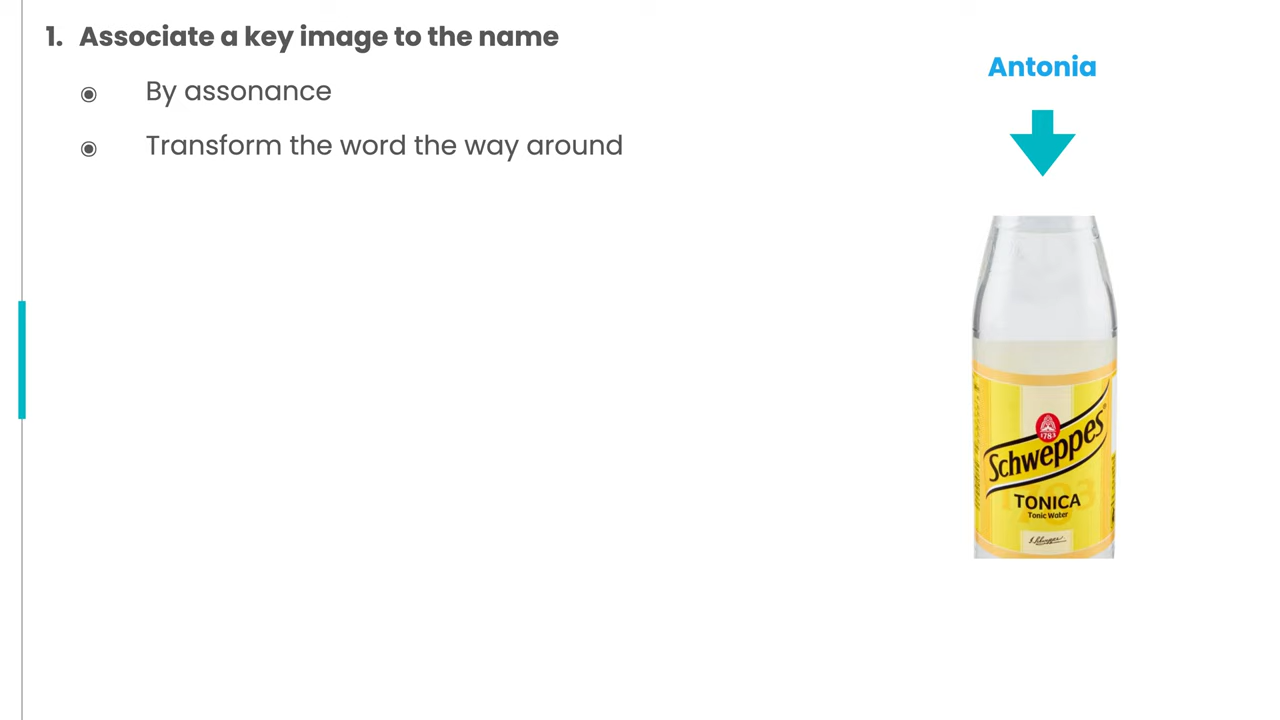 1. Associate a key image to the name
By assonance
Transform the word the way around
Antonia
1783
Schweppes
TONICA
Tonic Water